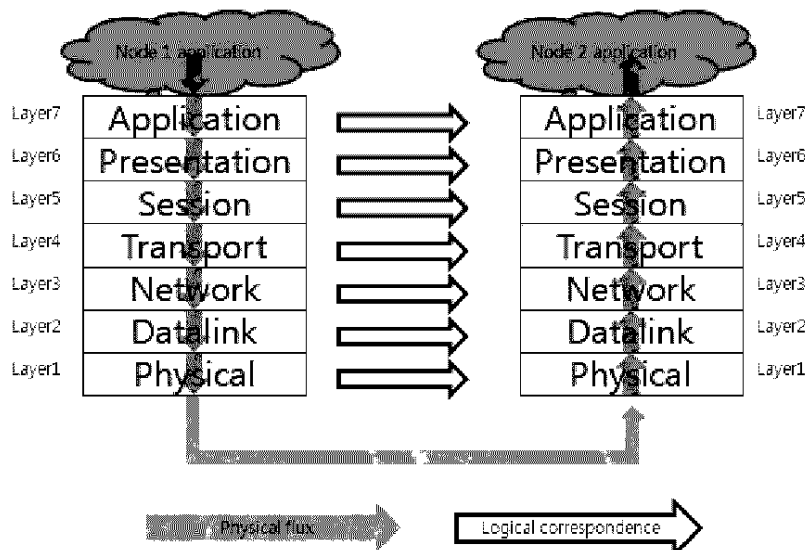 Node 1 application
Node 2 application
Layer7 Application Application Layer7
Layer6 Presentation Presentation Layer6
Layer5 Session Session Layer5
Layer4 Transport Transport Layer4
Layer3 Network Network Layer3
Layer2 Datalink Datalink Layer2
Layer1 Physical Physical Layer1
Physical flux
Logical correspondence